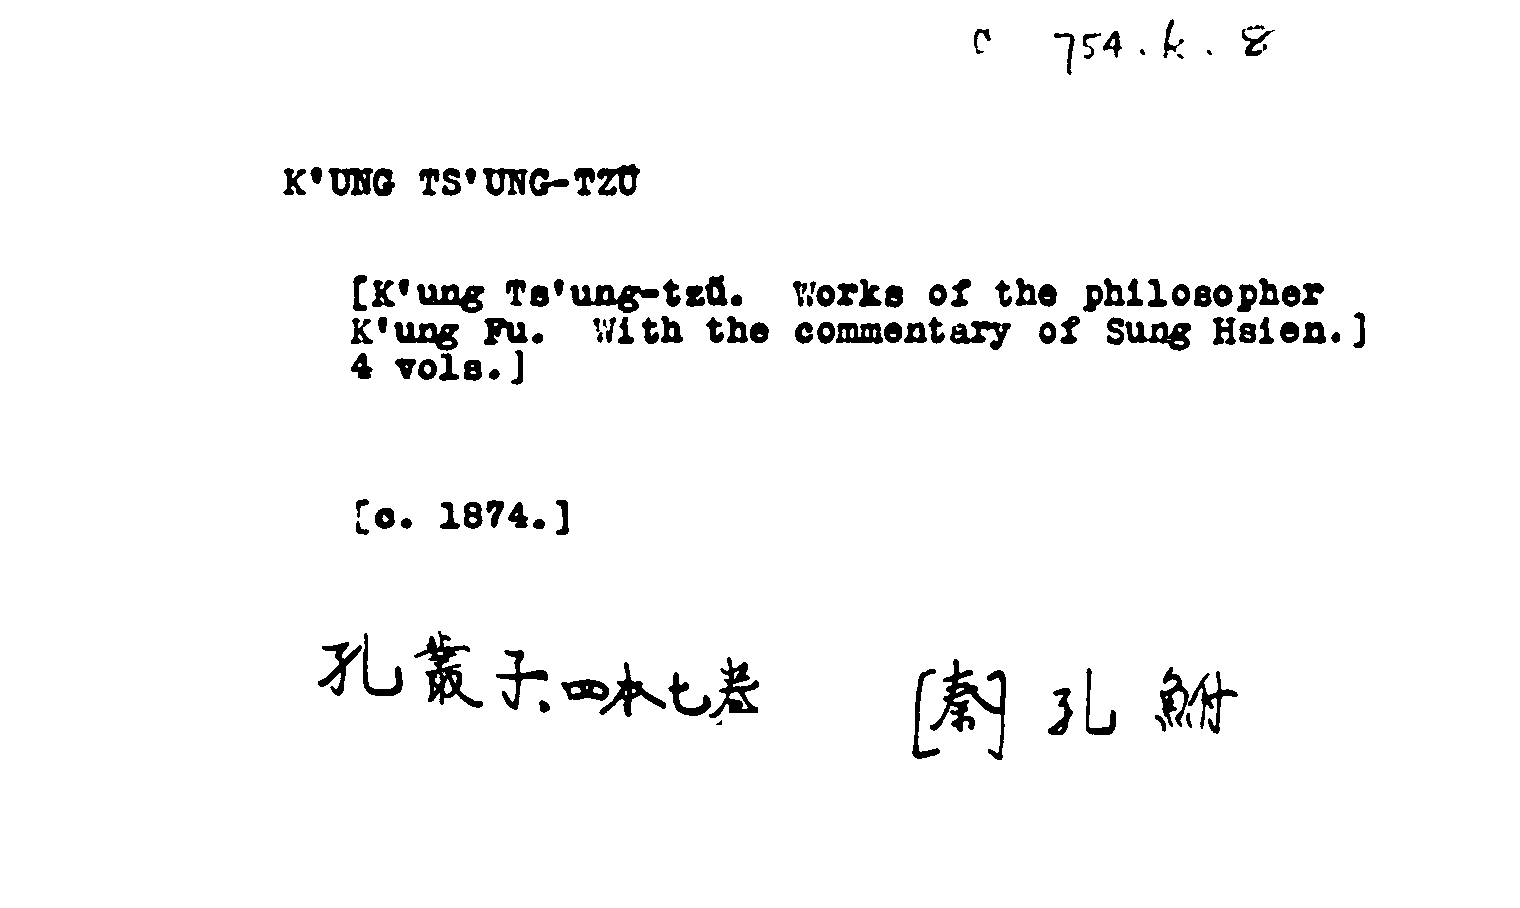 C 754.k.8
K'UNG TS'UNG-TZŬ
[K'ung Ts'ung-tzŭ. Works of the philosopher
K'ung Fu. With the commentary of Sung Hsien.]
4 vols.]
[c. 1874.]
孔叢子、四本七卷 [秦] 孔鮒